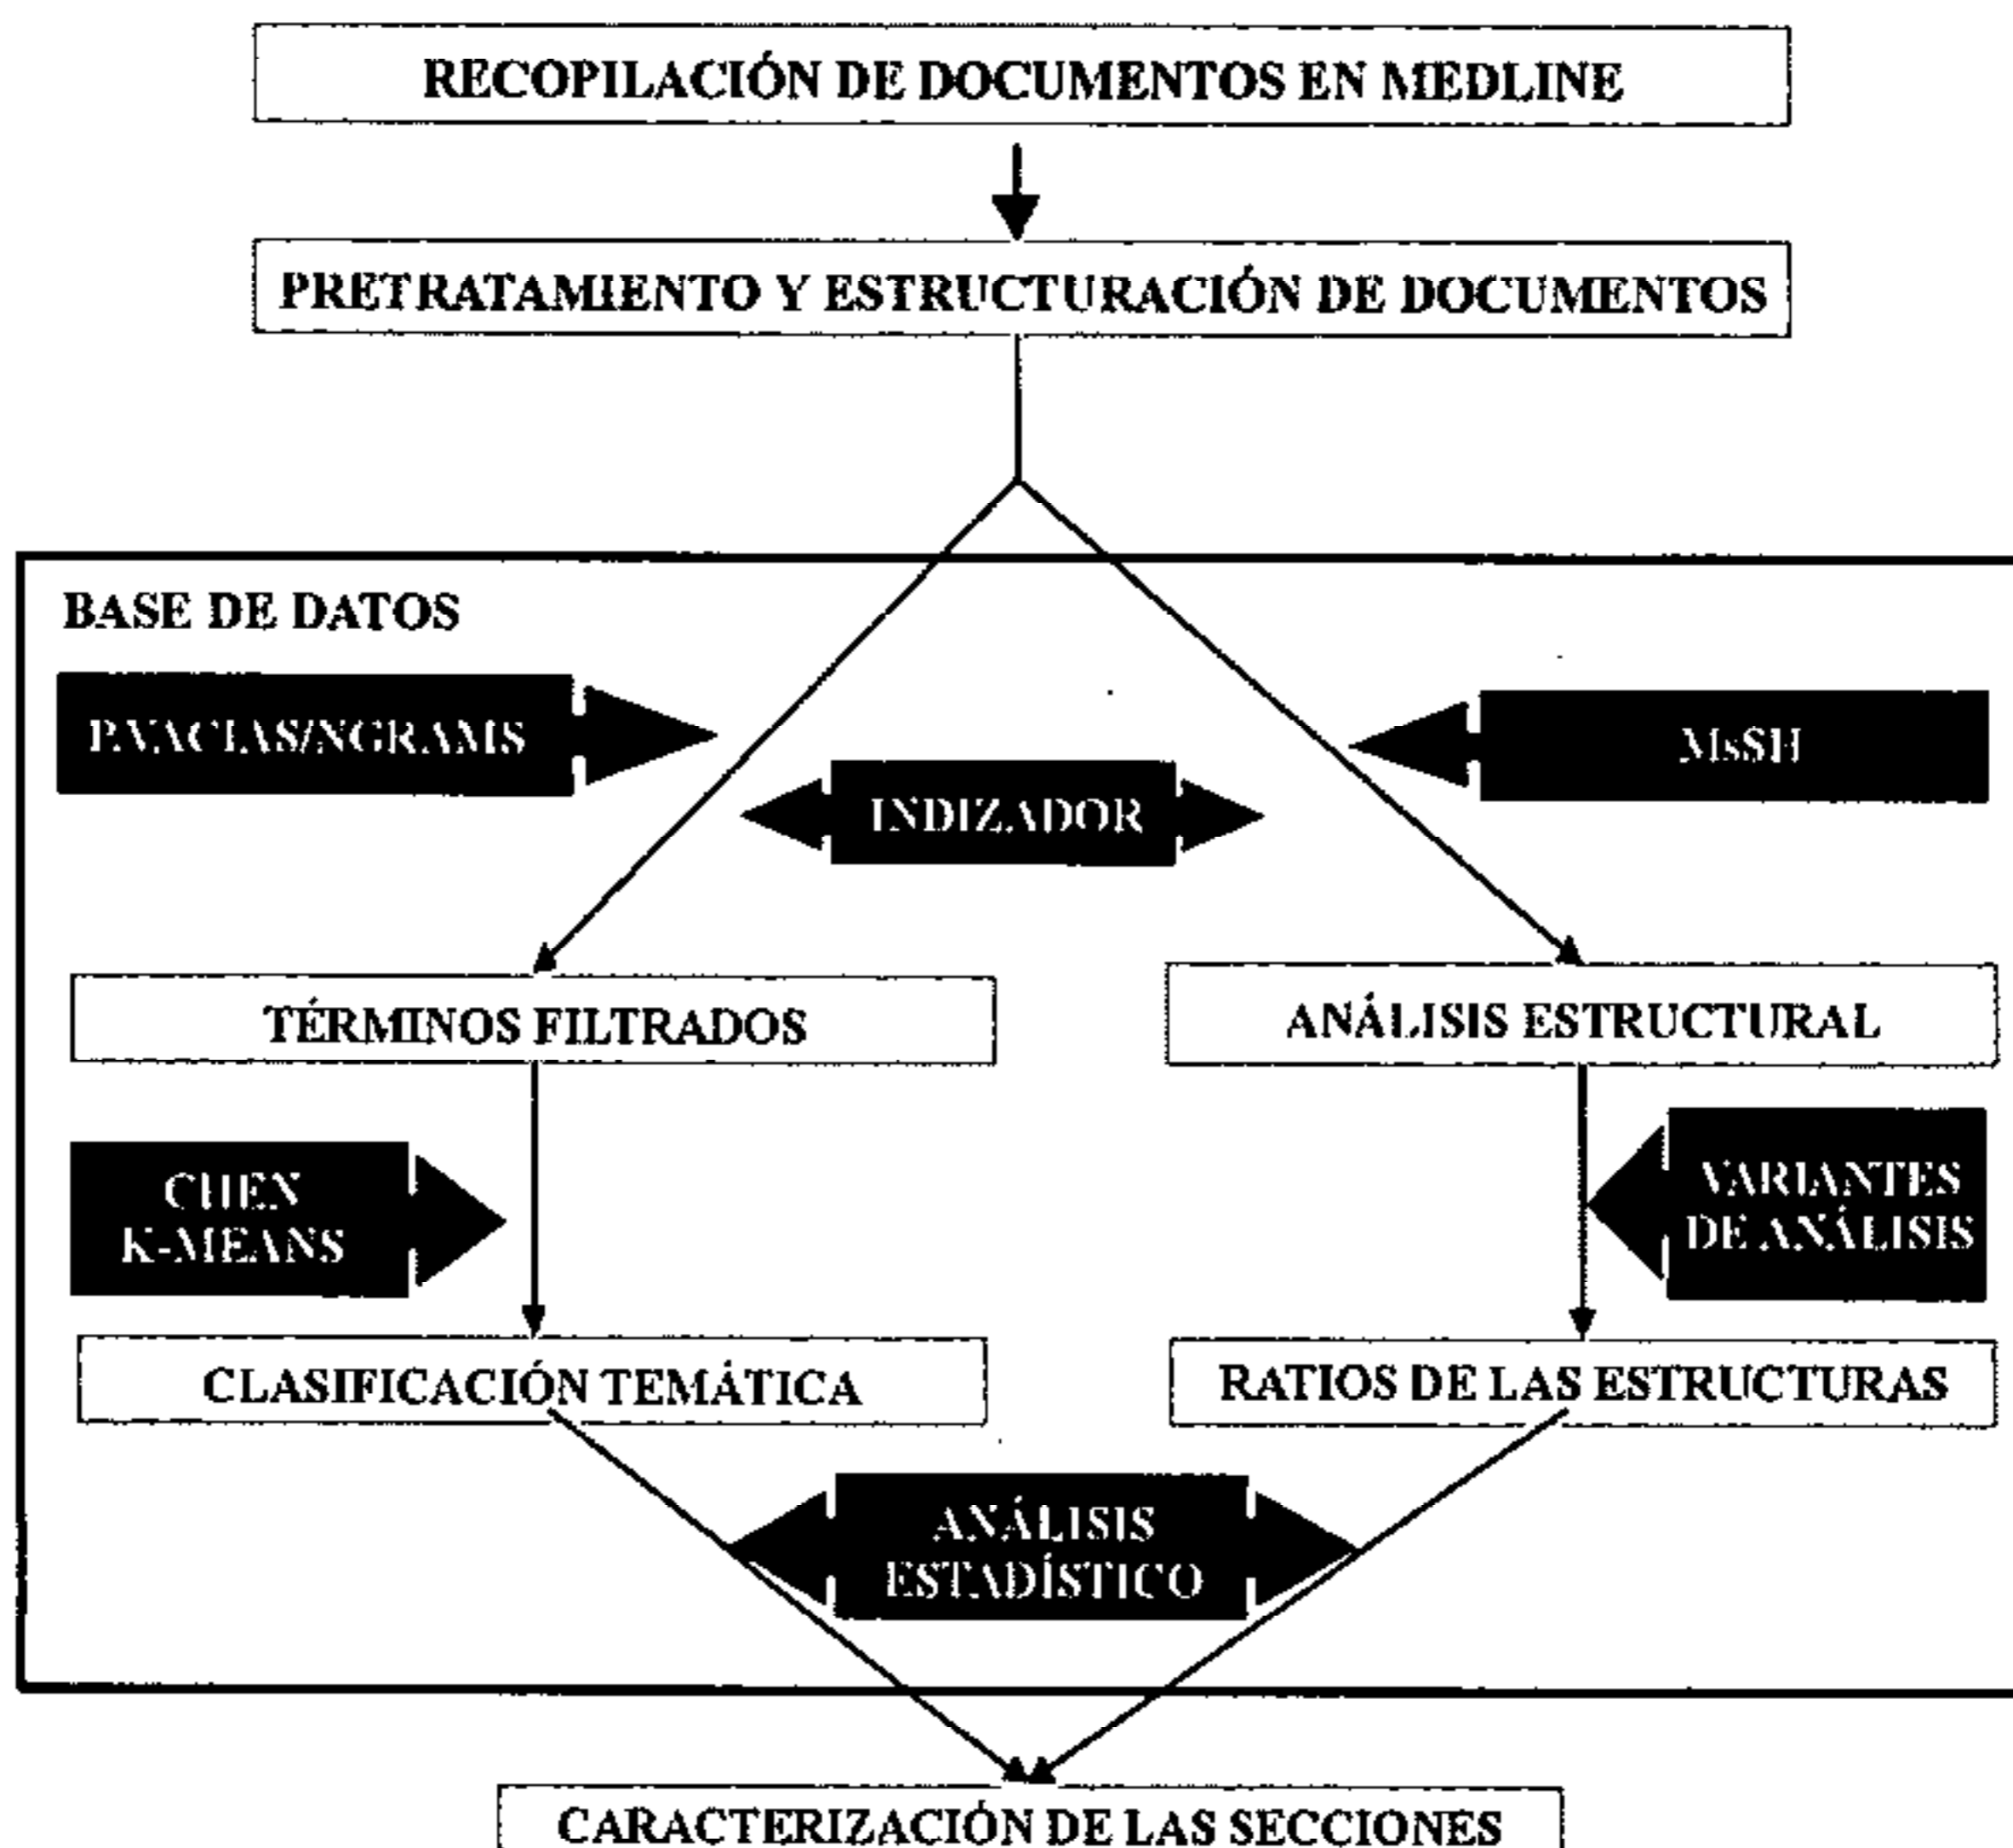 RECOPILACIÓN DE DOCUMENTOS EN MEDLINE
PRETRATAMIENTO Y ESTRUCTURACIÓN DE DOCUMENTOS
BASE DE DATOS
P.VACIAS/NGRAMS
MsSH
INDIZADOR
TÉRMINOS FILTRADOS
ANÁLISIS ESTRUCTURAL
CHEN
K-MEANS
VARIANTES
DE ANÁLISIS
CLASIFICACIÓN TEMÁTICA
RATIOS DE LAS ESTRUCTURAS
ANÁLISIS
ESTADÍSTICO
CARACTERIZACIÓN DE LAS SECCIONES